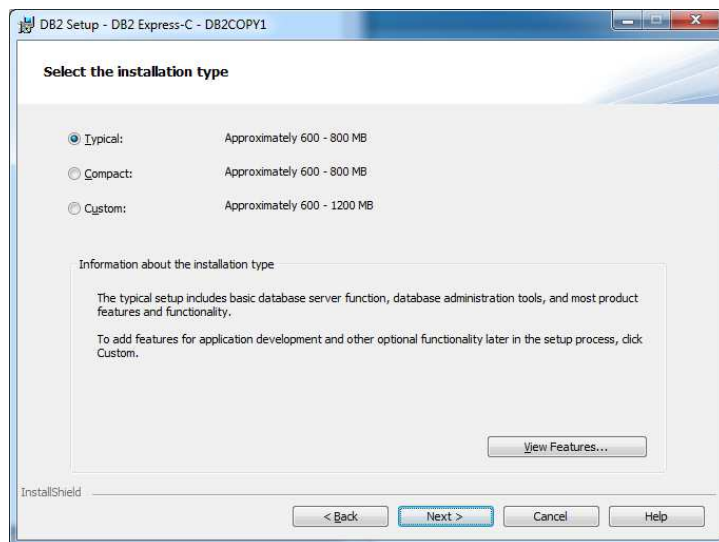 DB2 Setup - DB2 Express-C - DB2COPY1
Select the installation type
Typical: Approximately 600 - 800 MB
Compact: Approximately 600 - 800 MB
Custom: Approximately 600 - 1200 MB
Information about the installation type
The typical setup includes basic database server function, database administration tools, and most product
features and functionality.
To add features for application development and other optional functionality later in the setup process, click
Custom.
View Features...
InstallShield
< Back Next > Cancel Help